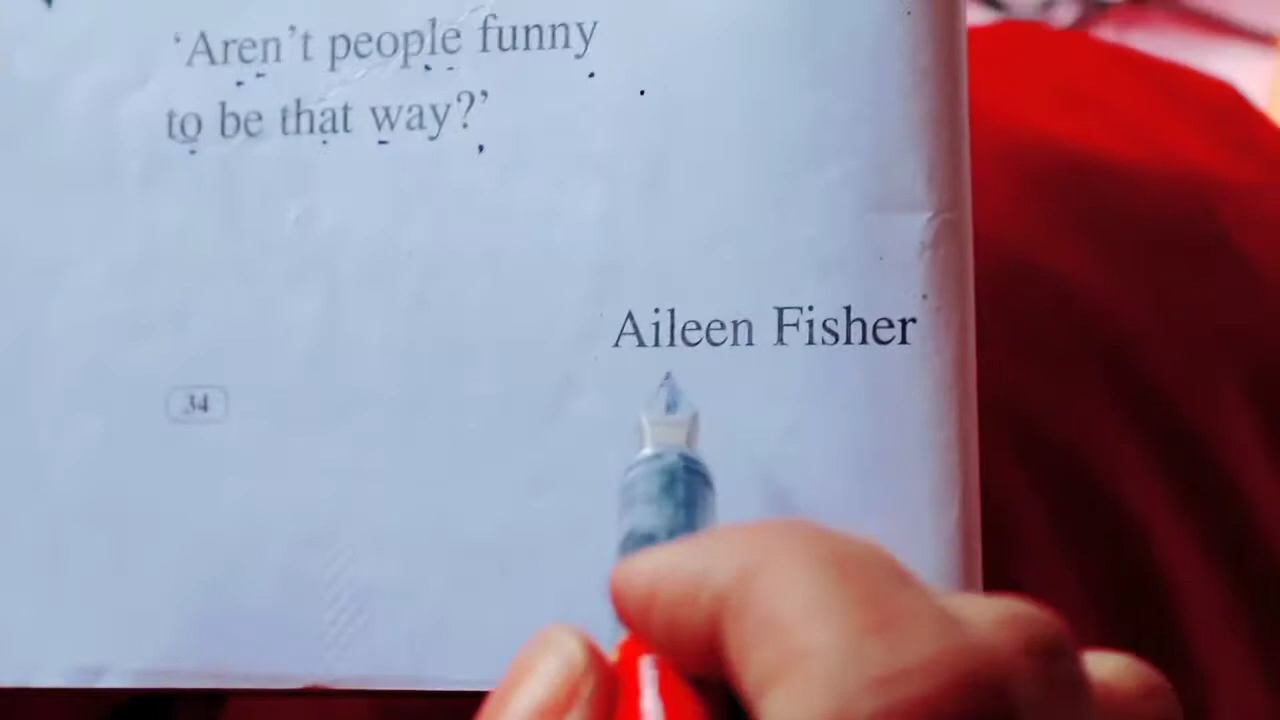 ‘Aren’t people funny
to be that way?’
Aileen Fisher
34